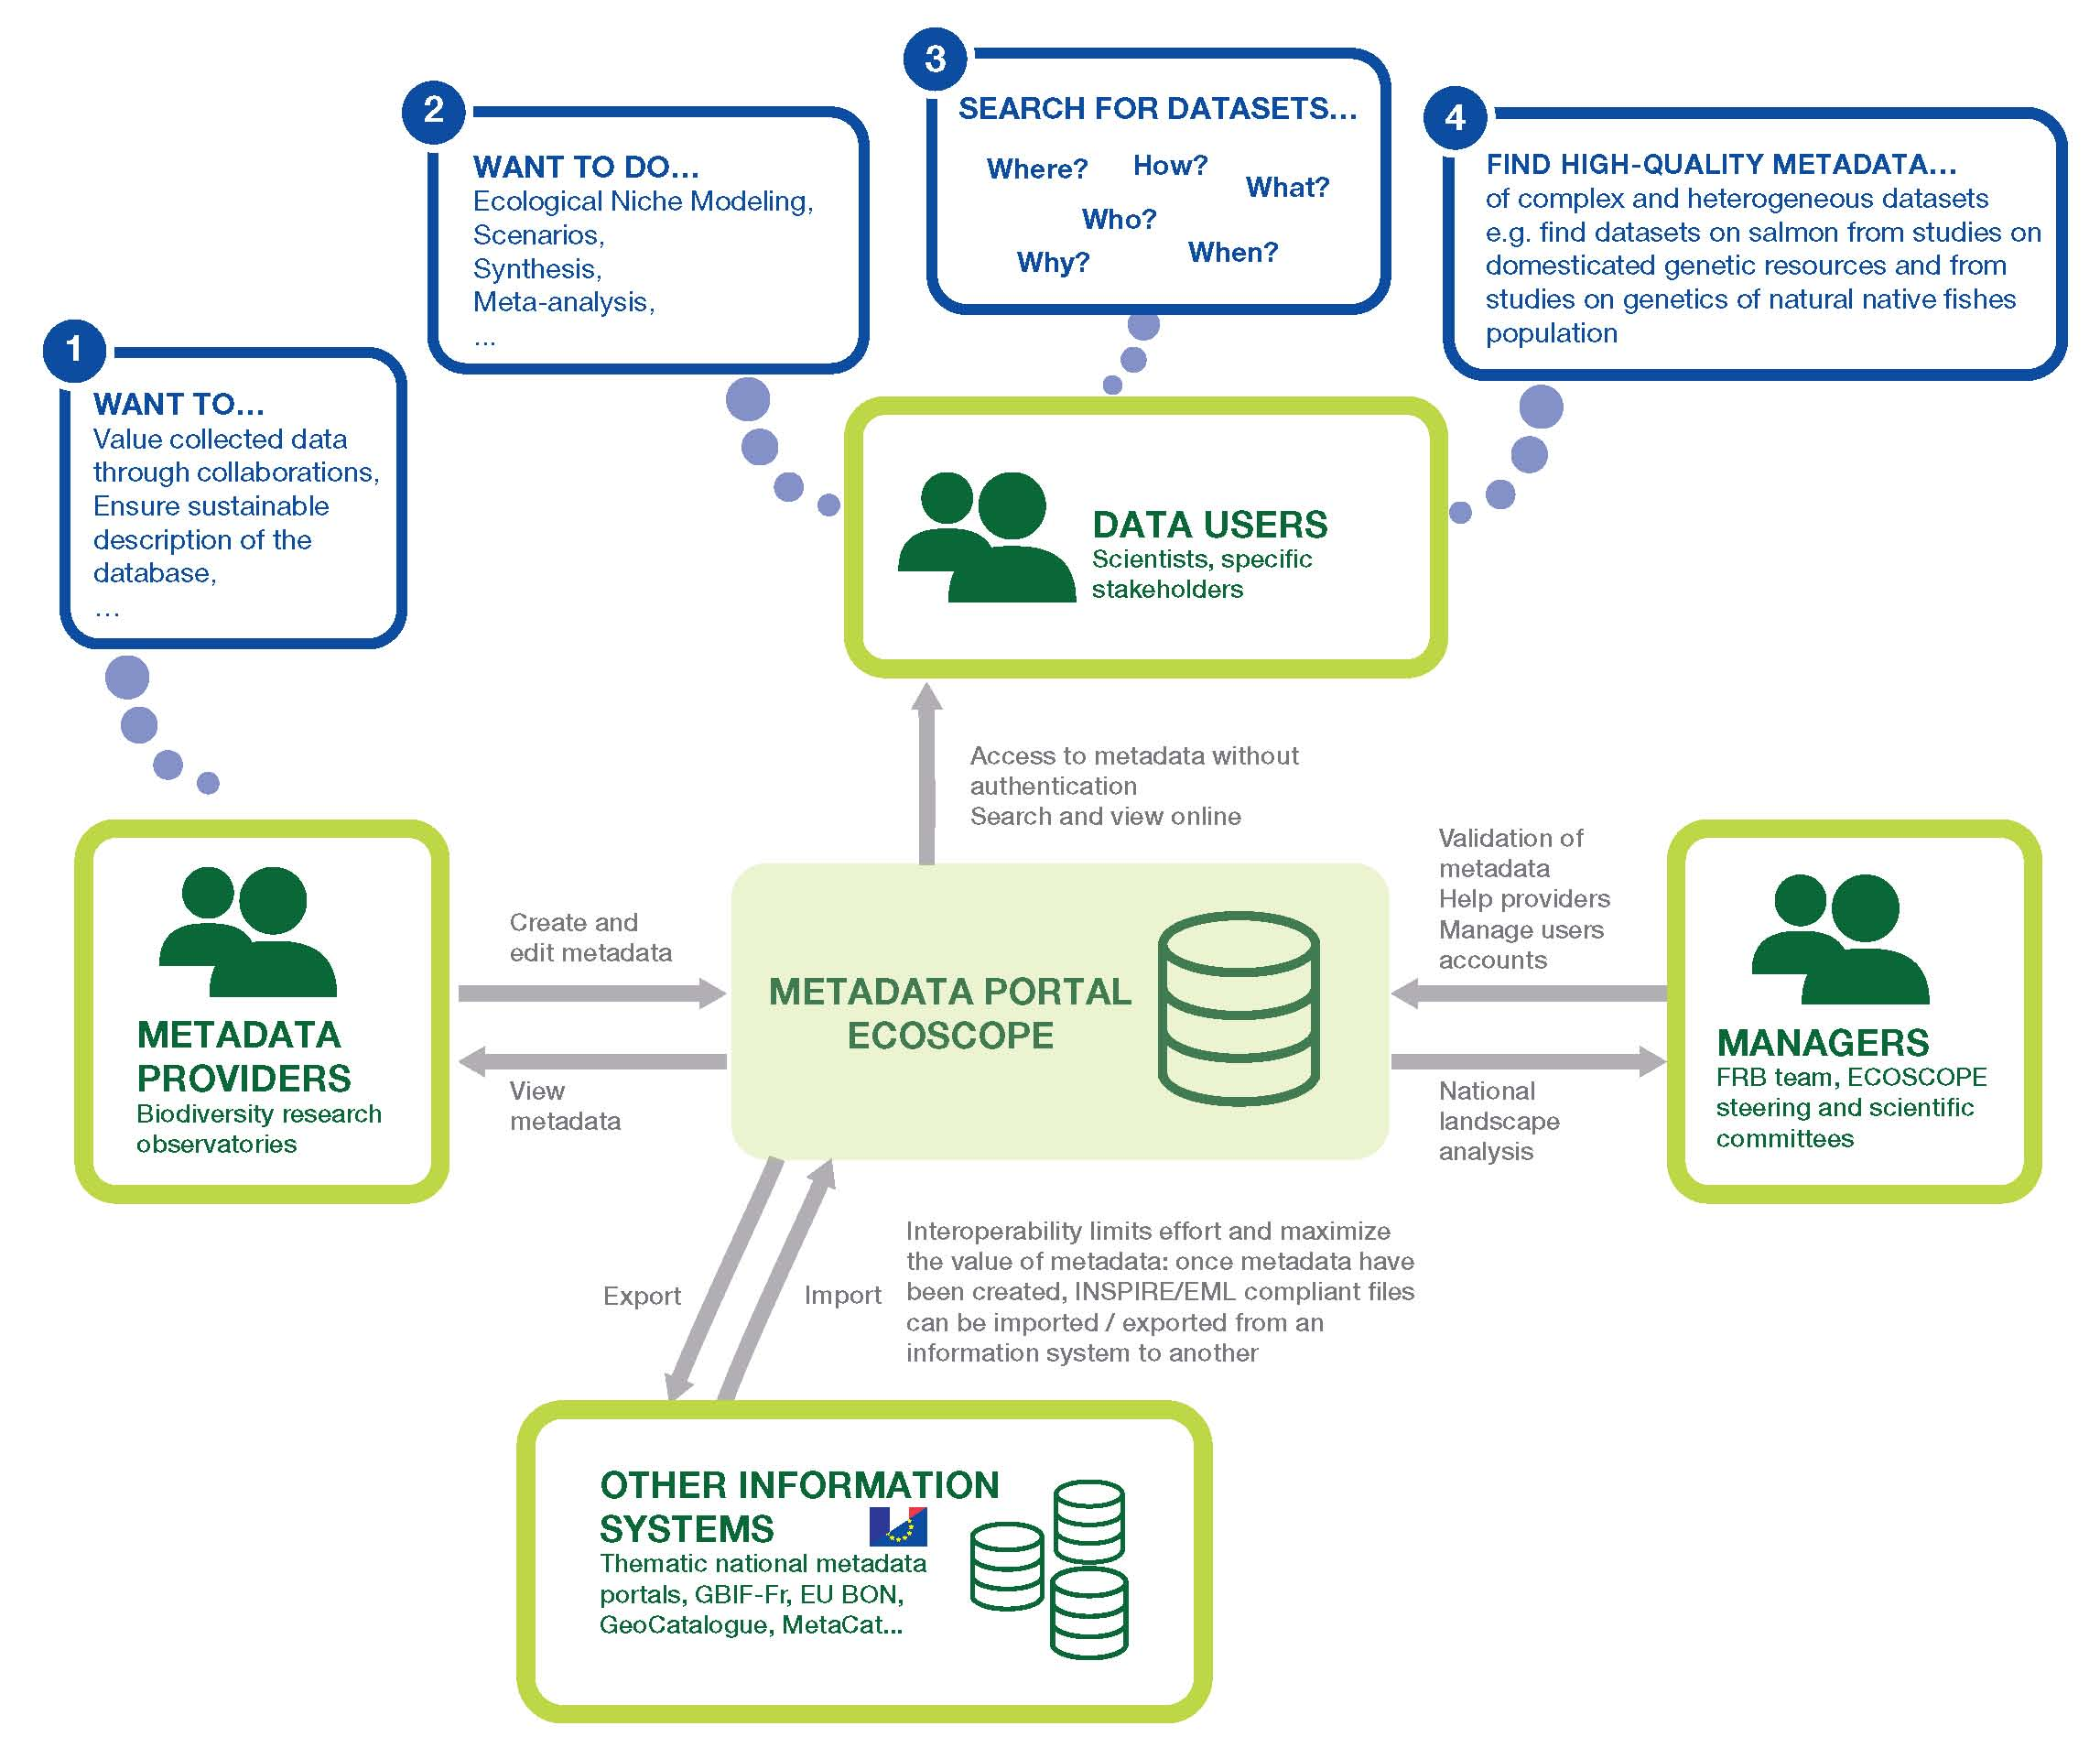 1
WANT TO...
Value collected data
through collaborations,
Ensure sustainable
description of the
database,
...
2
WANT TO DO...
Ecological Niche Modeling,
Scenarios,
Synthesis,
Meta-analysis,
...
3
SEARCH FOR DATASETS...
Where?
How?
What?
Who?
Why?
When?
4
FIND HIGH-QUALITY METADATA...
of complex and heterogeneous datasets
e.g. find datasets on salmon from studies on
domesticated genetic resources and from
studies on genetics of natural native fishes
population
DATA USERS
Scientists, specific
stakeholders
Access to metadata without
authentication
Search and view online
METADATA
PROVIDERS
Biodiversity research
observatories
Create and
edit metadata
View
metadata
METADATA PORTAL
ECOSCOPE
Validation of
metadata
Help providers
Manage users
accounts
National
landscape
analysis
MANAGERS
FRB team, ECOSCOPE
steering and scientific
committees
Export
Import
Interoperability limits effort and maximize
the value of metadata: once metadata have
been created, INSPIRE/EML compliant files
can be imported / exported from an
information system to another
OTHER INFORMATION
SYSTEMS
Thematic national metadata
portals, GBIF-Fr, EU BON,
GeoCatalogue, MetaCat...